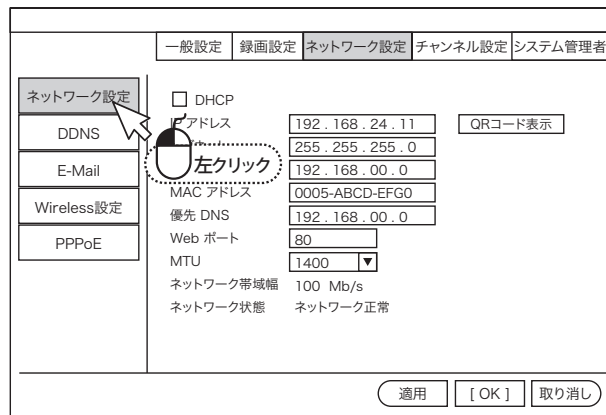 一般設定 録画設定 ネットワーク設定 チャンネル設定 システム管理者
ネットワーク設定
DDNS
E-Mail
Wireless設定
PPPoE
DHCP
IPアドレス 192 . 168 . 24 . 11 QRコード表示
255 . 255 . 255 . 0
192 . 168 . 00 . 0
左クリック
MAC アドレス 0005-ABCD-EFG0
優先 DNS 192 . 168 . 00 . 0
Web ポート 80
MTU 1400
ネットワーク帯域幅 100 Mb/s
ネットワーク状態 ネットワーク正常
適用 [ OK ] 取り消し